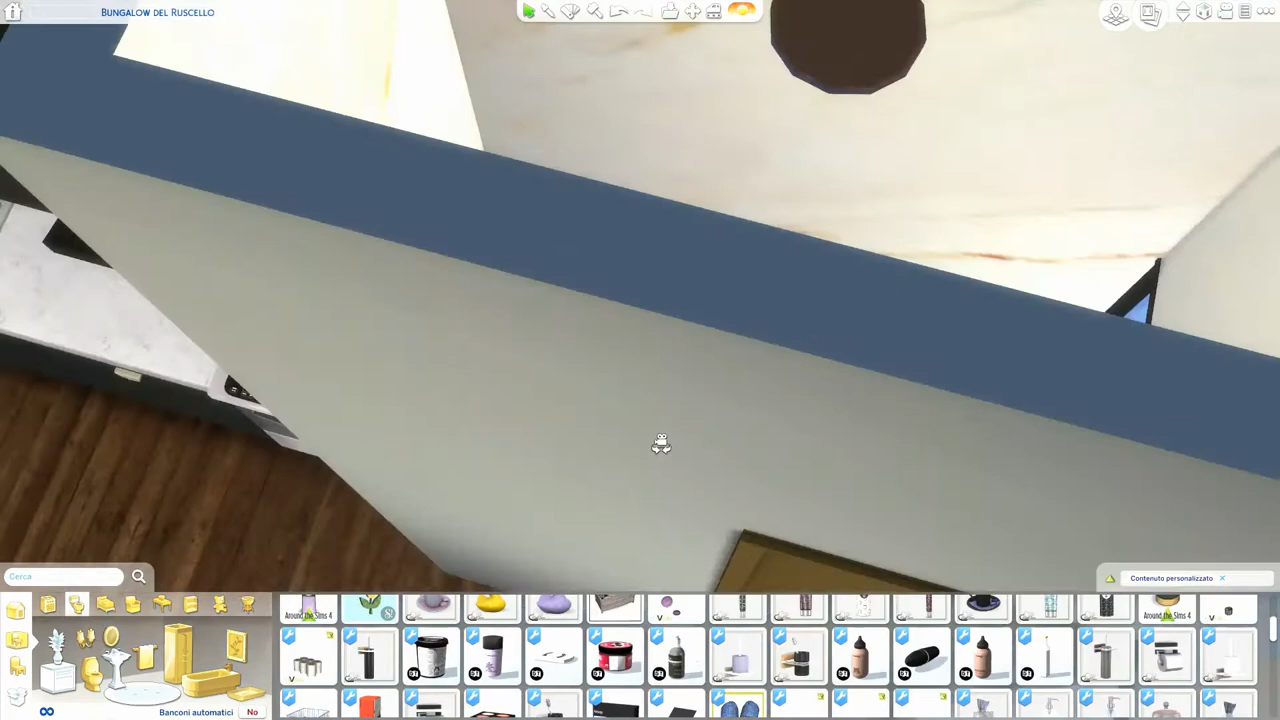 BUNGALOW DEL RUSCELLO
Cerca
Contenuto personalizzato
Around the Sims 4
Around the Sims 4
Banconi automatici No